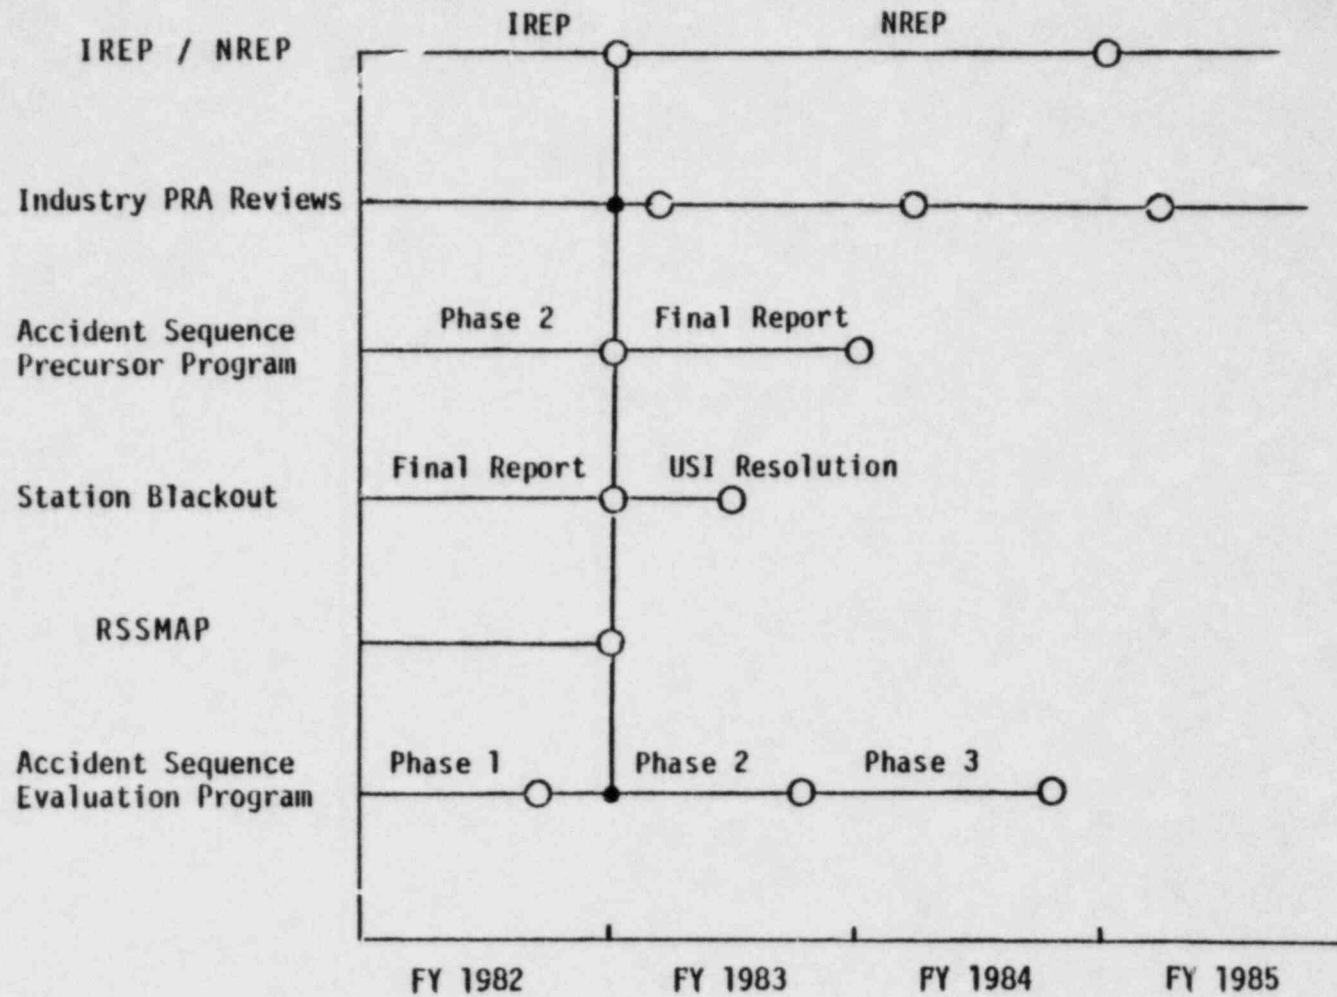 IREP NREP
IREP / NREP
Industry PRA Reviews
Phase 2 Final Report
Accident Sequence
Precursor Program
Final Report USI Resolution
Station Blackout
RSSMAP
Phase 1 Phase 2 Phase 3
Accident Sequence
Evaluation Program
FY 1982 FY 1983 FY 1984 FY 1985